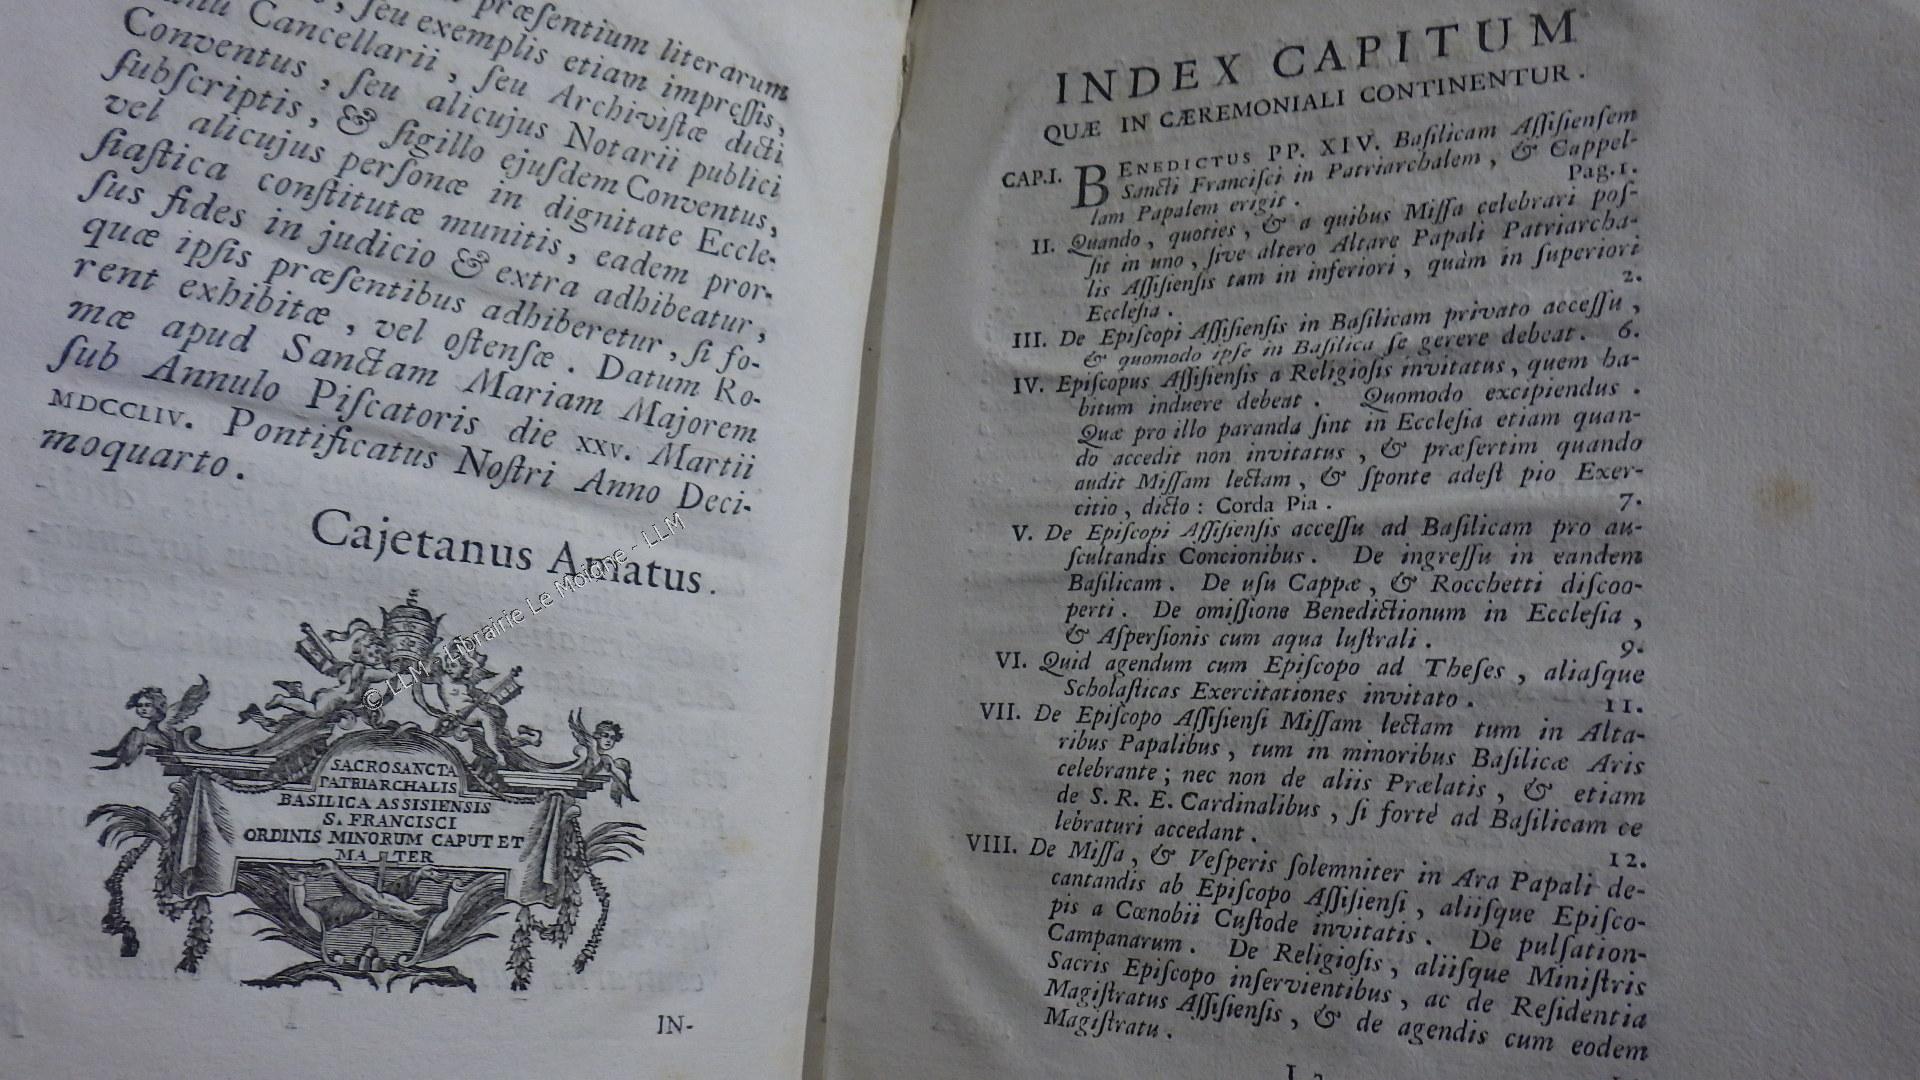 præſentium literarum
ſeu exemplis etiam impreſſis,
Cancellarii, ſeu Archiviſtæ dicti
Conventus, ſeu alicujus Notarii publici
ſubſcriptis, & ſigillo ejuſdem Conventus,
vel alicujus perſonæ in dignitate Eccle-
ſiaſtica conſtitutæ munitis, eadem pror-
ſus fides in judicio & extra adhibeatur,
quæ ipſis præſentibus adhiberetur, ſi fo-
rent exhibitæ, vel oſtenſæ. Datum Ro-
mæ apud Sanctam Mariam Majorem
ſub Annulo Piſcatoris die XXV. Martii
MDCCLIV. Pontificatus Noſtri Anno Deci-
moquarto.
Cajetanus Amatus.
© LLM - Librairie Le Moione - LLM
SACROSANCTA
PATRIARCHALIS
BASILICA ASSISIENSIS
S. FRANCISCI
ORDINIS MINORUM CAPUT ET
MATER
IN-
INDEX CAPITUM
QUÆ IN CÆREMONIALI CONTINENTUR.
CAP.I. BENEDICTUS PP. XIV. Baſilicam Aſſiſienſem
Sancti Franciſci in Patriarchalem, & Cappel-
lam Papalem erigit. Pag.1.
II. Quando, quoties, & a quibus Miſſa celebrari poſ-
ſit in uno, ſive altero Altare Papali Patriarcha-
lis Aſſiſienſis tam in inferiori, quàm in ſuperiori
Eccleſia. 2.
III. De Epiſcopi Aſſiſienſis in Baſilicam privato acceſſu,
& quomodo ipſe in Baſilica ſe gerere debeat. 6.
IV. Epiſcopus Aſſiſienſis a Religioſis invitatus, quem ha-
bitum induere debeat. Quomodo excipiendus.
Quæ pro illo paranda ſint in Eccleſia etiam quan-
do accedit non invitatus, & præſertim quando
audit Miſſam lectam, & ſponte adeſt pio Exer-
citio, dicto: Corda Pia. 7.
V. De Epiſcopi Aſſiſienſis acceſſu ad Baſilicam pro au-
ſcultandis Concionibus. De ingreſſu in eandem
Baſilicam. De uſu Cappæ, & Rocchetti diſcoo-
perti. De omiſſione Benedictionum in Eccleſia,
& Aſperſionis cum aqua luſtrali. 9.
VI. Quid agendum cum Epiſcopo ad Theſes, aliaſque
Scholaſticas Exercitationes invitato. 11.
VII. De Epiſcopo Aſſiſienſi Miſſam lectam tum in Alta-
ribus Papalibus, tum in minoribus Baſilicæ Aris
celebrante; nec non de aliis Prælatis, & etiam
de S. R. E. Cardinalibus, ſi fortè ad Baſilicam ce
lebraturi accedant. 12.
VIII. De Miſſa, & Veſperis ſolemniter in Ara Papali de-
cantandis ab Epiſcopo Aſſiſienſi, aliiſque Epiſco-
pis a Cœnobii Cuſtode invitatis. De pulſation-
Campanarum. De Religioſis, aliiſque Miniſtris
Sacris Epiſcopo inſervientibus, ac de Reſidentia
Magiſtratus Aſſiſienſis, & de agendis cum eodem
Magiſtratu.